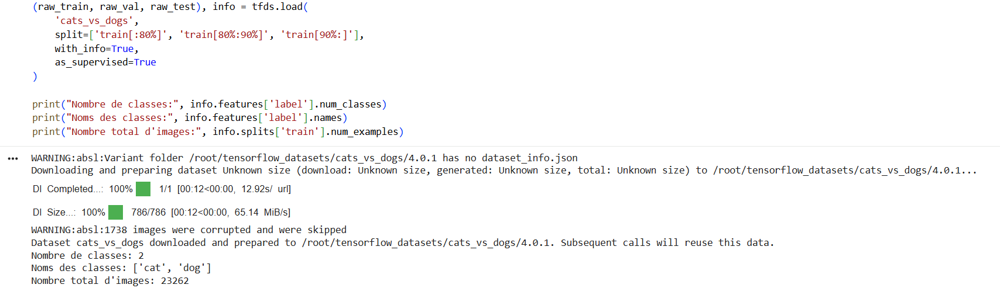 (raw_train, raw_val, raw_test), info = tfds.load(
    'cats_vs_dogs',
    split=['train[:80%]', 'train[80%:90%]', 'train[90%:]'],
    with_info=True,
    as_supervised=True
)
print("Nombre de classes:", info.features['label'].num_classes)
print("Noms des classes:", info.features['label'].names)
print("Nombre total d'images:", info.splits['train'].num_examples)
WARNING:absl:Variant folder /root/tensorflow_datasets/cats_vs_dogs/4.0.1 has no dataset_info.json
Downloading and preparing dataset Unknown size (download: Unknown size, generated: Unknown size, total: Unknown size) to /root/tensorflow_datasets/cats_vs_dogs/4.0.1...
Dl Completed...: 100% 1/1 [00:12<00:00, 12.92s/ url]
Dl Size...: 100% 786/786 [00:12<00:00, 65.14 MiB/s]
WARNING:absl:1738 images were corrupted and were skipped
Dataset cats_vs_dogs downloaded and prepared to /root/tensorflow_datasets/cats_vs_dogs/4.0.1. Subsequent calls will reuse this data.
Nombre de classes: 2
Noms des classes: ['cat', 'dog']
Nombre total d'images: 23262